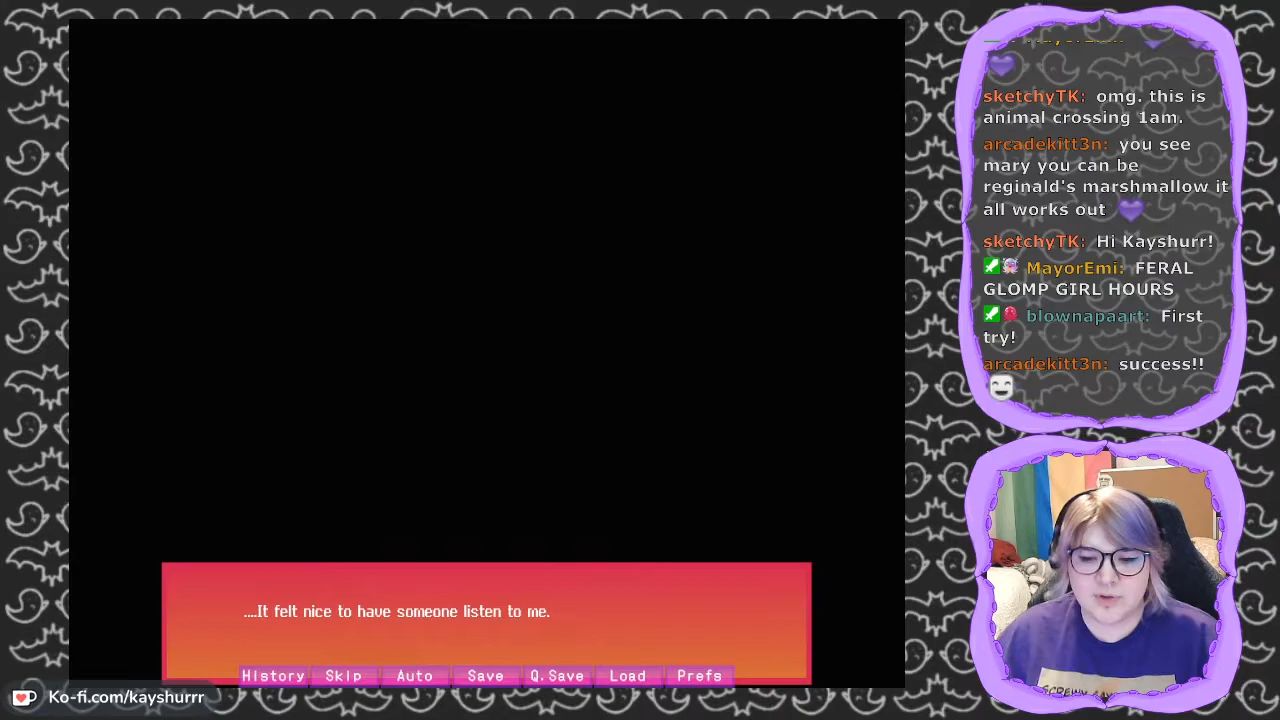 sketchyTK: omg. this is
animal crossing 1am.
arcadekitt3n: you see
mary you can be
reginald's marshmallow it
all works out
sketchyTK: Hi Kayshurr!
MayorEmi: FERAL
GLOMP GIRL HOURS
blownapaart: First
try!
arcadekitt3n: success!!
....It felt nice to have someone listen to me.
History Skip Auto Save Q.Save Load Prefs
Ko-fi.com/kayshurrr